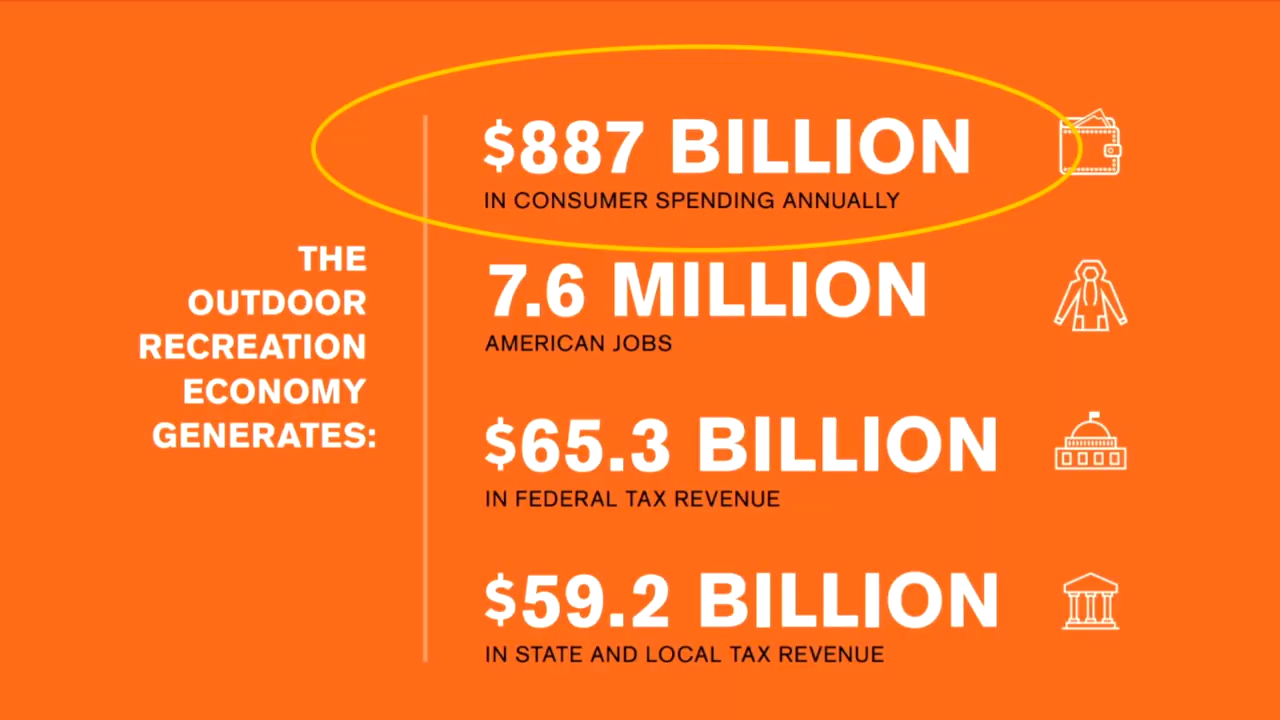 THE
OUTDOOR
RECREATION
ECONOMY
GENERATES:
$887 BILLION
IN CONSUMER SPENDING ANNUALLY
7.6 MILLION
AMERICAN JOBS
$65.3 BILLION
IN FEDERAL TAX REVENUE
$59.2 BILLION
IN STATE AND LOCAL TAX REVENUE